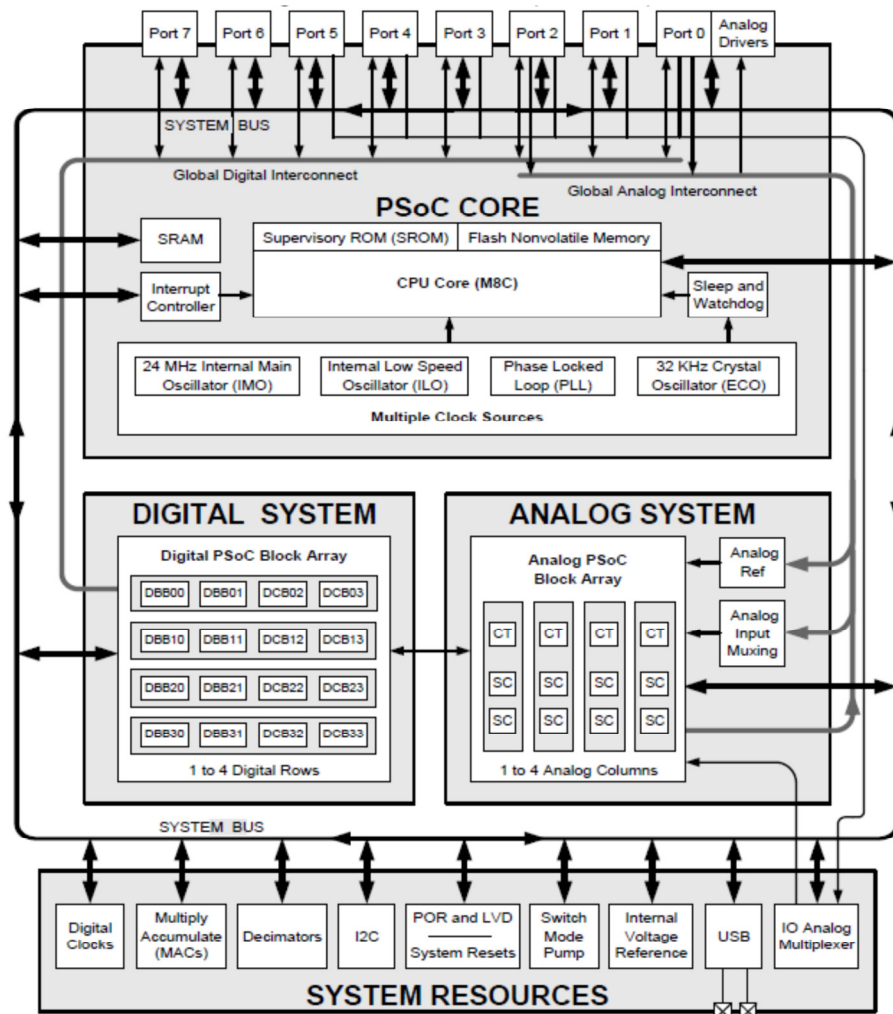 Port 7
Port 6
Port 5
Port 4
Port 3
Port 2
Port 1
Port 0
Analog
Drivers
SYSTEM BUS
Global Digital Interconnect
Global Analog Interconnect
PSoC CORE
SRAM
Supervisory ROM (SROM)
Flash Nonvolatile Memory
CPU Core (M8C)
Interrupt
Controller
Sleep and
Watchdog
24 MHz Internal Main
Oscillator (IMO)
Internal Low Speed
Oscillator (ILO)
Phase Locked
Loop (PLL)
32 KHz Crystal
Oscillator (ECO)
Multiple Clock Sources
DIGITAL SYSTEM
Digital PSoC Block Array
DBB00
DBB01
DCB02
DCB03
DBB10
DBB11
DCB12
DCB13
DBB20
DBB21
DCB22
DCB23
DBB30
DBB31
DCB32
DCB33
1 to 4 Digital Rows
ANALOG SYSTEM
Analog PSoC
Block Array
CT
CT
CT
CT
SC
SC
SC
SC
SC
SC
SC
SC
1 to 4 Analog Columns
Analog
Ref
Analog
Input
Muxing
SYSTEM BUS
Digital
Clocks
Multiply
Accumulate
(MACs)
Decimators
I2C
POR and LVD
System Resets
Switch
Mode
Pump
Internal
Voltage
Reference
USB
IO Analog
Multiplexer
SYSTEM RESOURCES